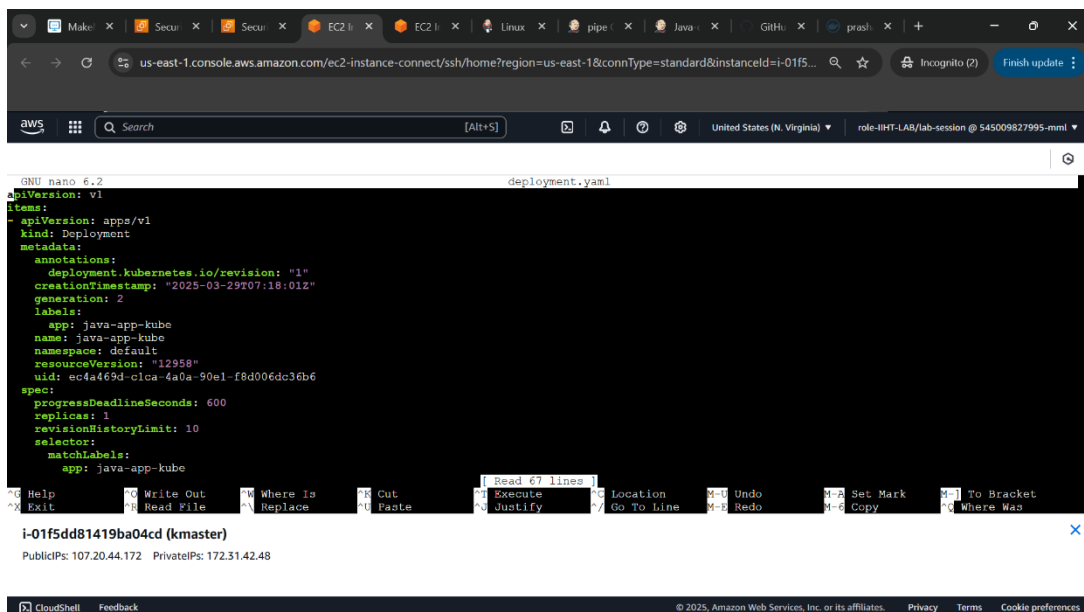 Make
Secur
Secur
EC2 In
EC2 In
Linux
pipe
Java-
GitHu
prash
us-east-1.console.aws.amazon.com/ec2-instance-connect/ssh/home?region=us-east-1&connType=standard&instanceId=i-01f5...
Incognito (2)
Finish update
aws
Search
[Alt+S]
United States (N. Virginia)
role-IIHT-LAB/lab-session @ 545009827995-mml
GNU nano 6.2 deployment.yaml
apiVersion: v1
items:
- apiVersion: apps/v1
kind: Deployment
metadata:
annotations:
deployment.kubernetes.io/revision: "1"
creationTimestamp: "2025-03-29T07:18:01Z"
generation: 2
labels:
app: java-app-kube
name: java-app-kube
namespace: default
resourceVersion: "12958"
uid: ec4a469d-c1ca-4a0a-90e1-f8d006dc36b6
spec:
progressDeadlineSeconds: 600
replicas: 1
revisionHistoryLimit: 10
selector:
matchLabels:
app: java-app-kube
[ Read 67 lines ]
^G Help ^O Write Out ^W Where Is ^K Cut ^T Execute ^C Location M-U Undo M-A Set Mark M-] To Bracket
^X Exit ^R Read File ^\ Replace ^U Paste ^J Justify ^/ Go To Line M-E Redo M-6 Copy ^Q Where Was
i-01f5dd81419ba04cd (kmaster)
PublicIPs: 107.20.44.172 PrivateIPs: 172.31.42.48
CloudShell Feedback © 2025, Amazon Web Services, Inc. or its affiliates. Privacy Terms Cookie preferences